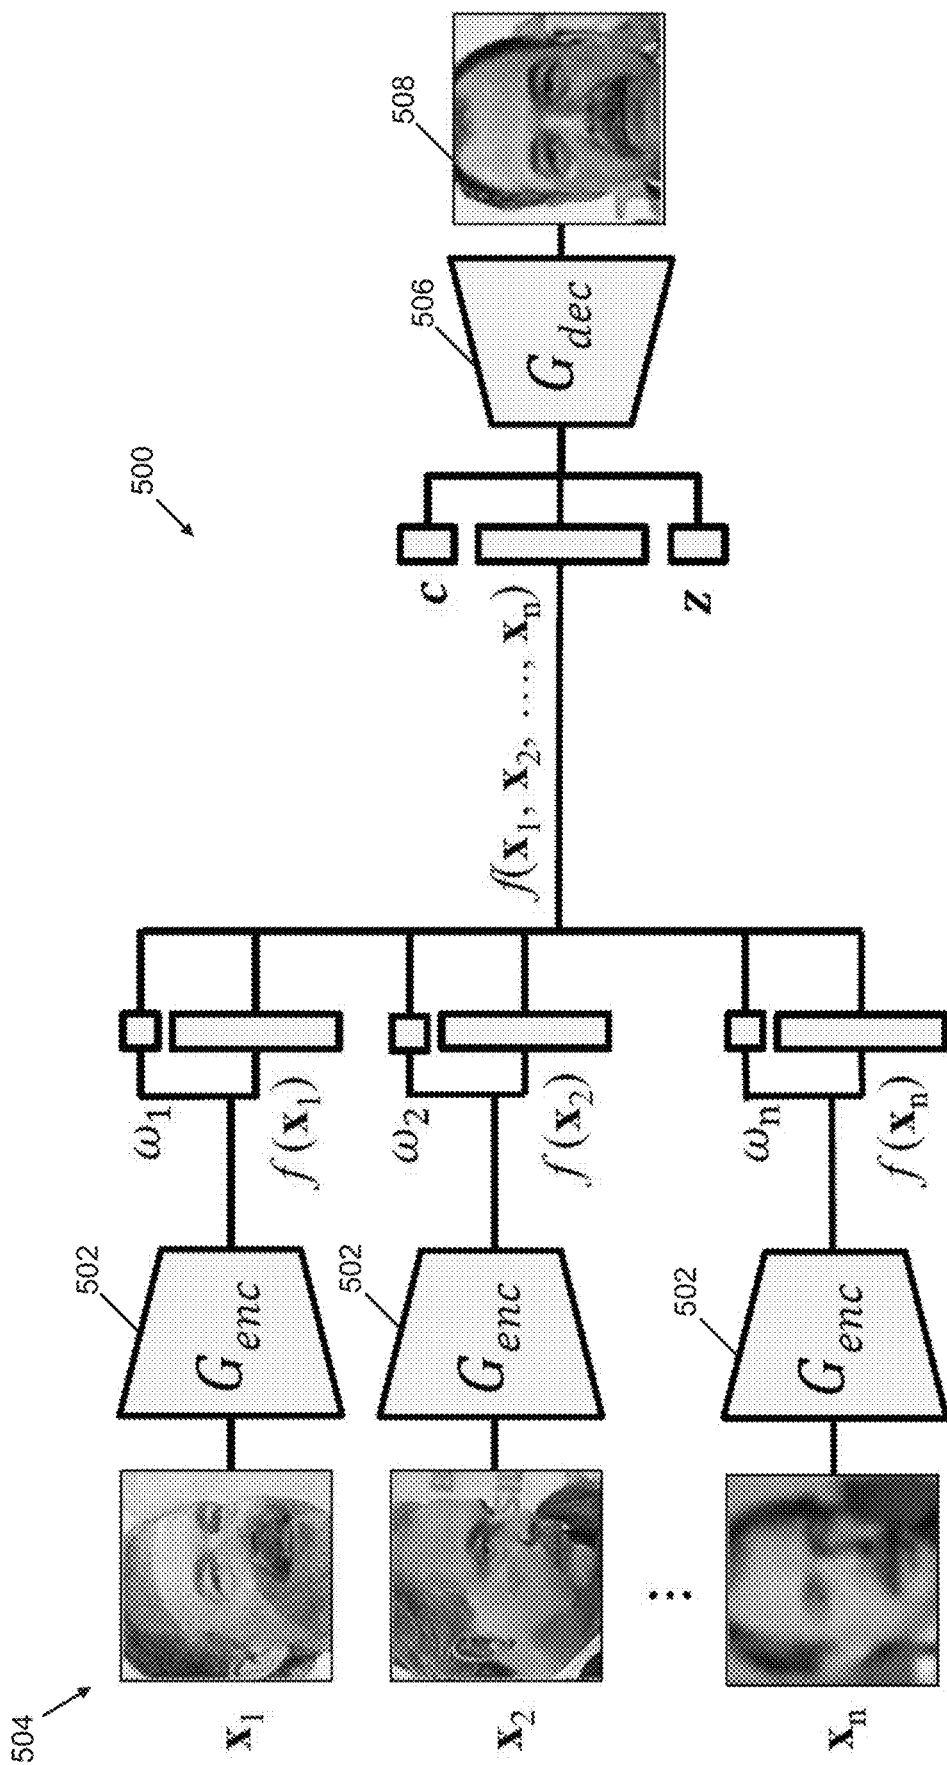 500
504
x1
502
Genc
ω1
f(x1)
x2
502
Genc
ω2
f(x2)
⋮
xn
502
Genc
ωn
f(xn)
f(x1, x2, ...., xn)
c
z
506
Gdec
508